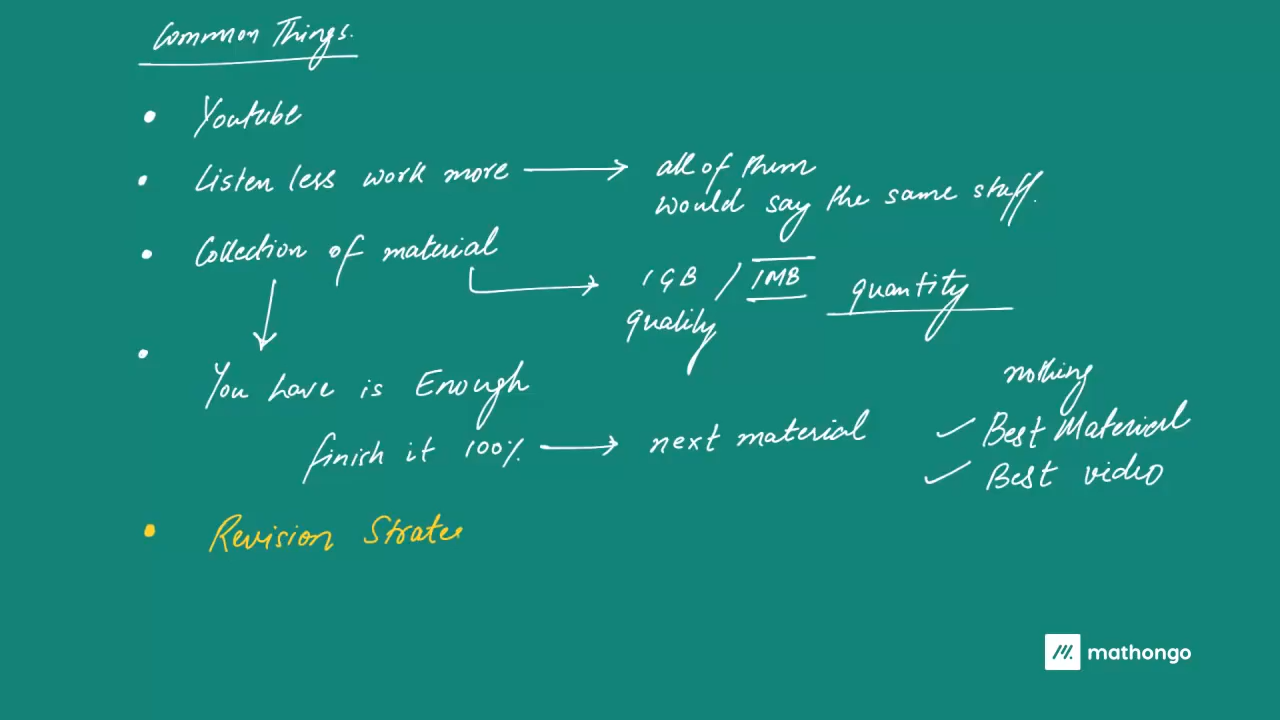 Common Things.
• Youtube
• Listen less work more → all of them
would say the same stuff.
• Collection of material
1GB / 1MB quantity
quality
•
You have is Enough
nothing
finish it 100% → next material
✓ Best Material
✓ Best video
• Revision Strate
mathongo